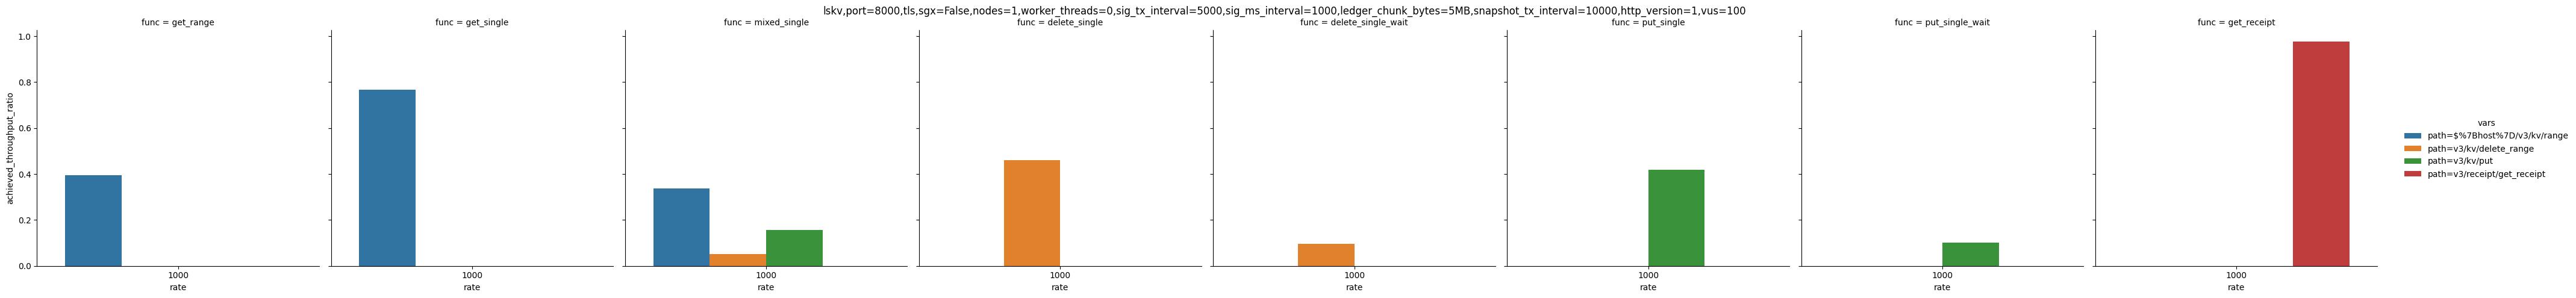 lskv,port=8000,tls,sgx=False,nodes=1,worker_threads=0,sig_tx_interval=5000,sig_ms_interval=1000,ledger_chunk_bytes=5MB,snapshot_tx_interval=10000,http_version=1,vus=100
func = get_range
func = get_single
func = mixed_single
func = delete_single
func = delete_single_wait
func = put_single
func = put_single_wait
func = get_receipt
achieved_throughput_ratio
1.0
0.8
0.6
0.4
0.2
0.0
1000
1000
1000
1000
1000
1000
1000
1000
rate
rate
rate
rate
rate
rate
rate
rate
vars
path=$%7Bhost%7D/v3/kv/range
path=v3/kv/delete_range
path=v3/kv/put
path=v3/receipt/get_receipt